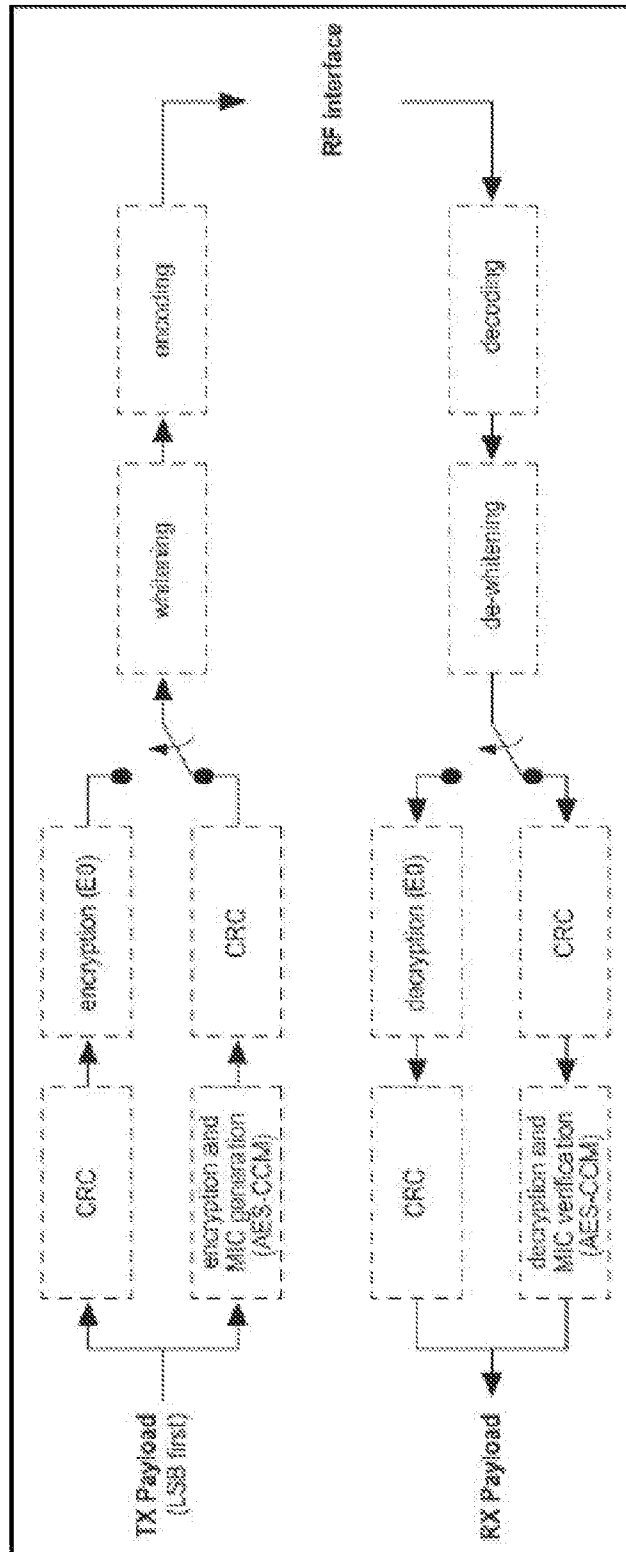 TX Payload
(LSB first)
CRC
encryption (E0)
encryption and
MIC generation
(AES-CCM)
CRC
whitening
encoding
RF interface
decoding
de-whitening
decryption (E0)
CRC
CRC
decryption and
MIC verification
(AES-CCM)
RX Payload